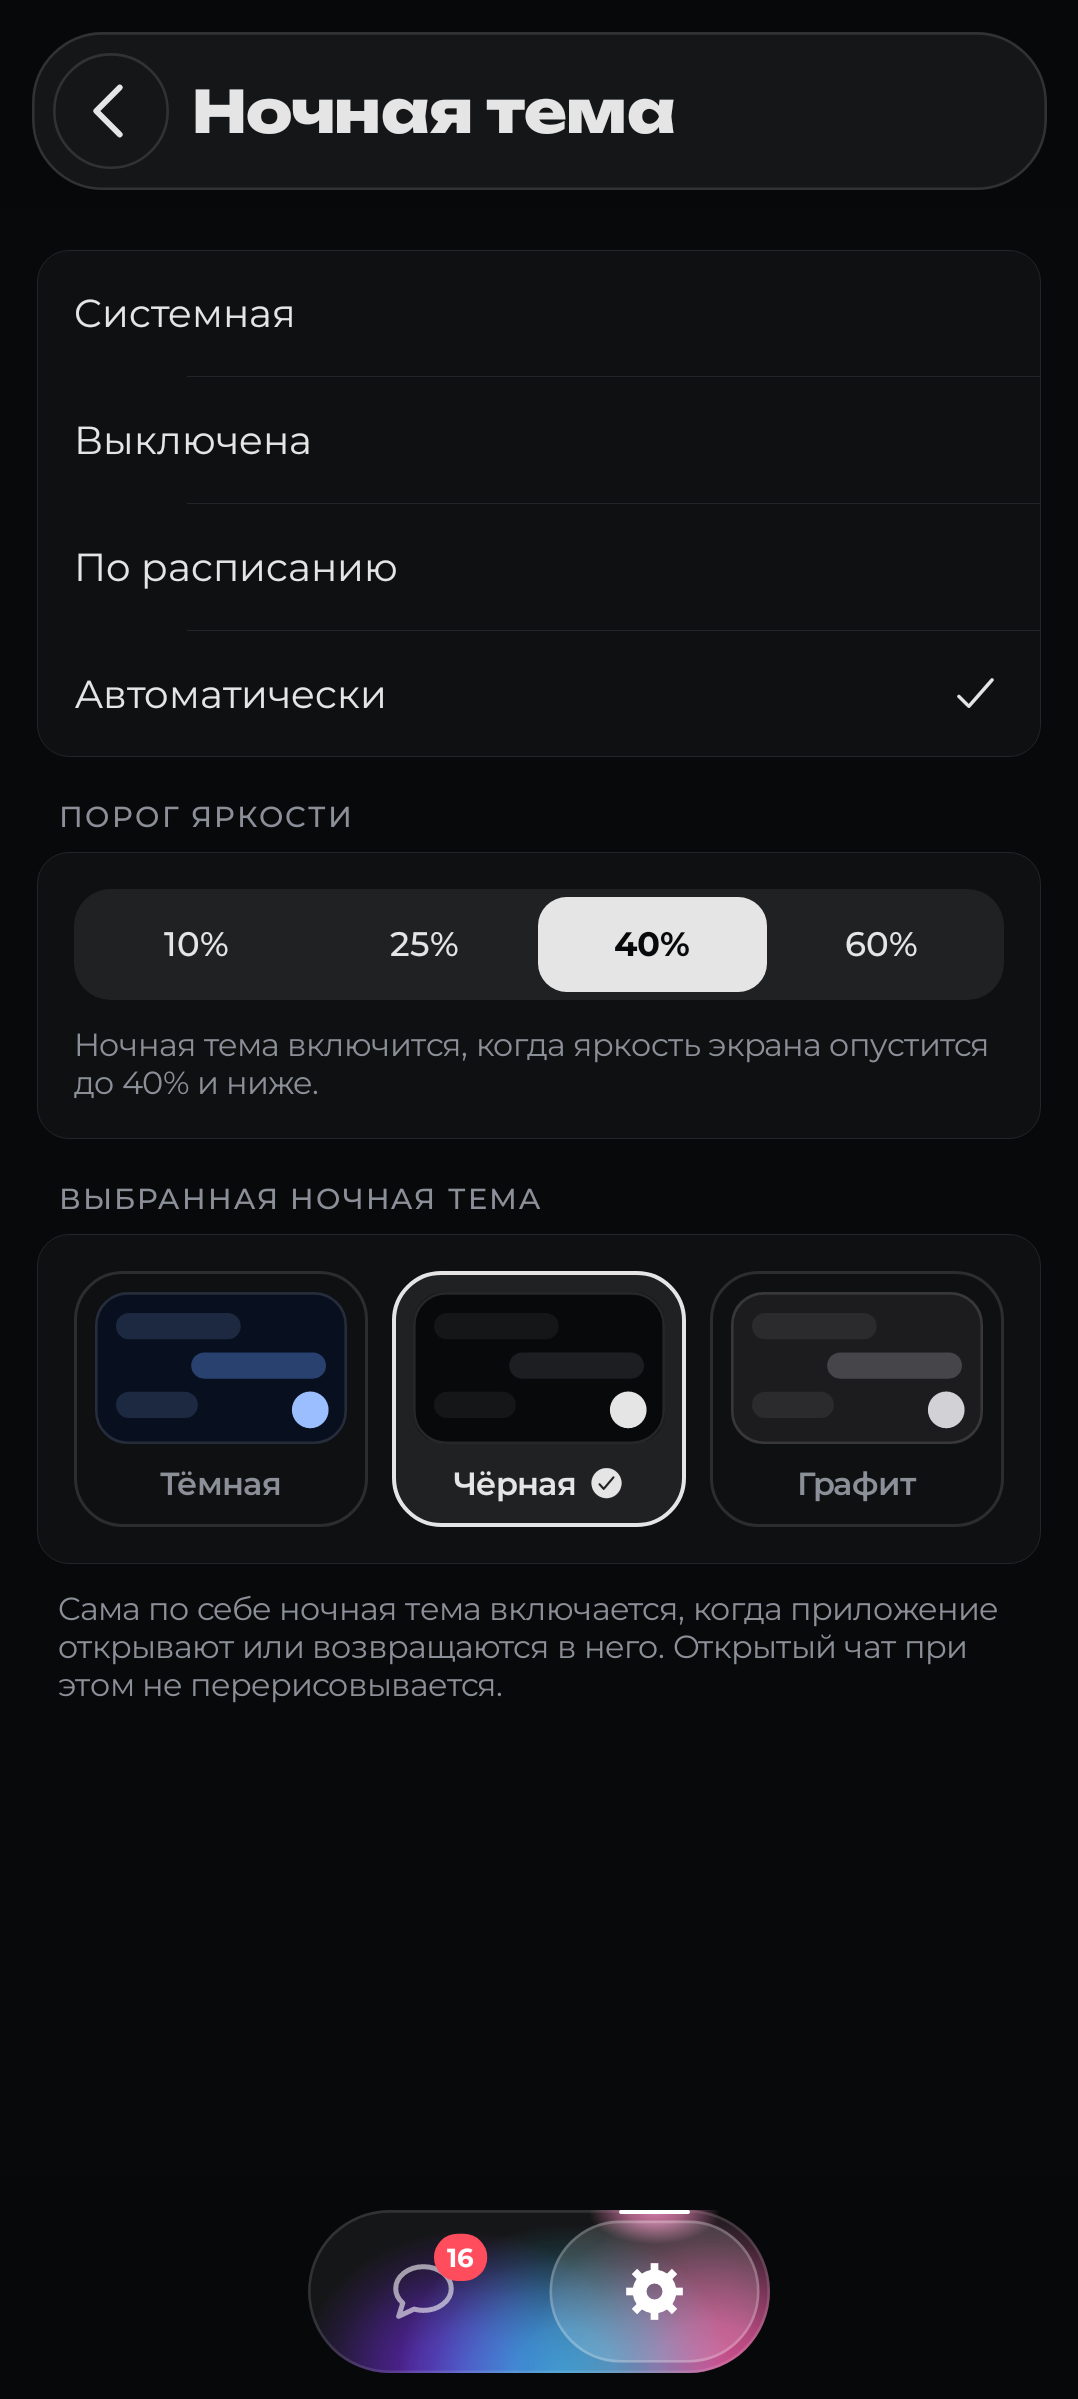 Ночная тема
Системная
Выключена
По расписанию
Автоматически
ПОРОГ ЯРКОСТИ
10% 25% 40% 60%
Ночная тема включится, когда яркость экрана опустится
до 40% и ниже.
ВЫБРАННАЯ НОЧНАЯ ТЕМА
Тёмная Чёрная Графит
Сама по себе ночная тема включается, когда приложение
открывают или возвращаются в него. Открытый чат при
этом не перерисовывается.
16